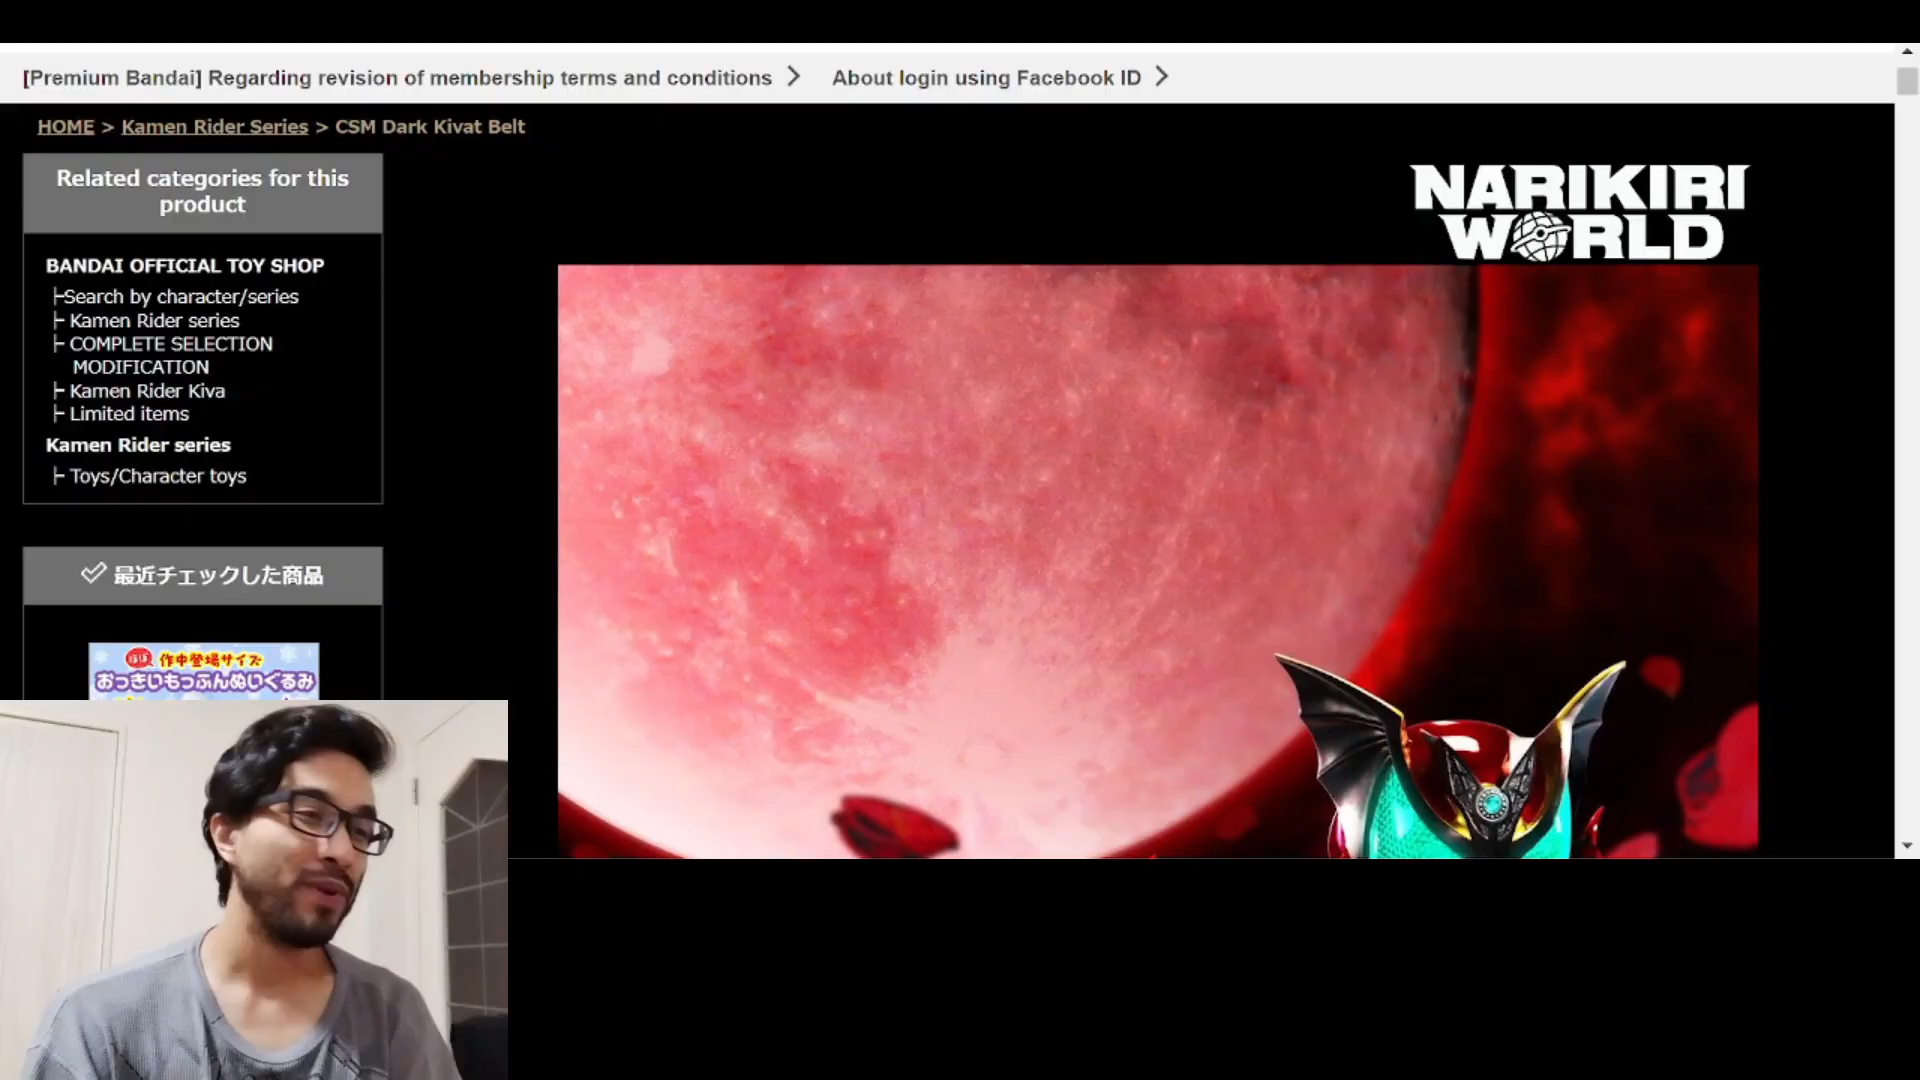 [Premium Bandai] Regarding revision of membership terms and conditions
About login using Facebook ID
HOME > Kamen Rider Series > CSM Dark Kivat Belt
Related categories for this
product
BANDAI OFFICIAL TOY SHOP
├Search by character/series
├ Kamen Rider series
├ COMPLETE SELECTION
MODIFICATION
├ Kamen Rider Kiva
├ Limited items
Kamen Rider series
├ Toys/Character toys
NARIKIRI
WORLD
最近チェックした商品
ほぼ 作中登場サイズ
おっきいもっふんぬいぐるみ